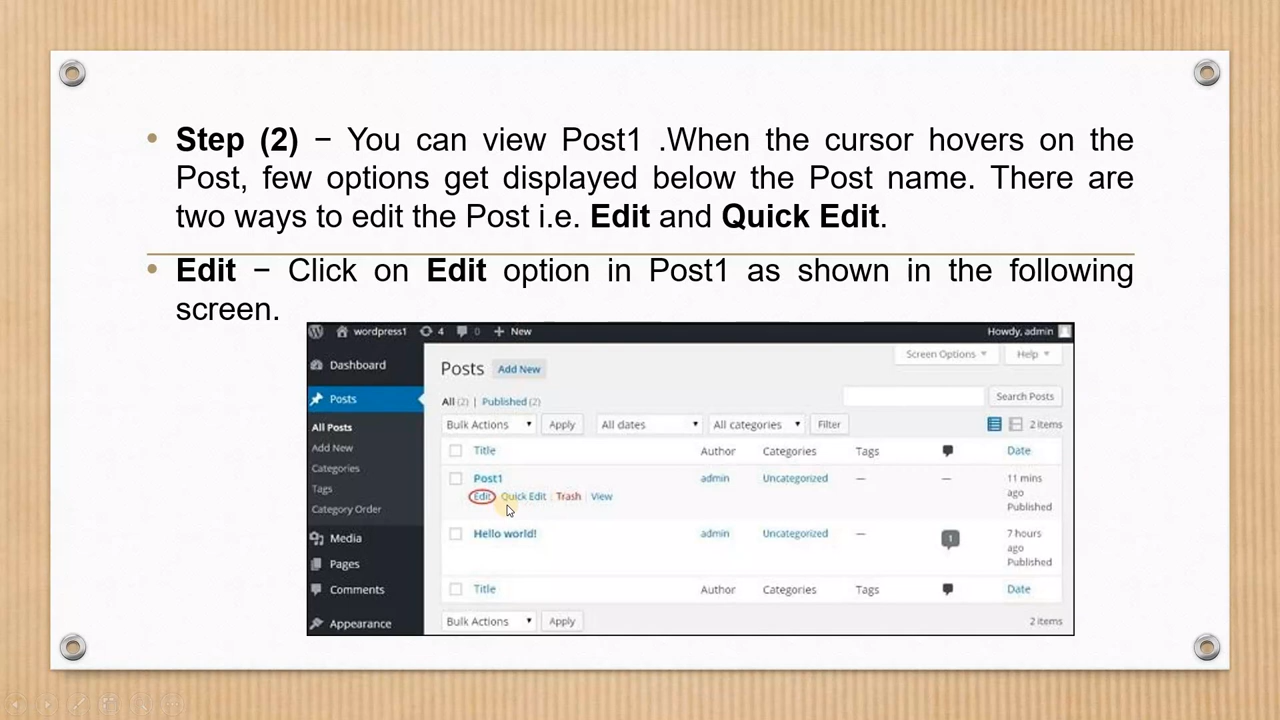 • Step (2) − You can view Post1 .When the cursor hovers on the
Post, few options get displayed below the Post name. There are
two ways to edit the Post i.e. Edit and Quick Edit.
• Edit − Click on Edit option in Post1 as shown in the following
screen.
wordpress1 4 0 + New Howdy, admin
Dashboard
Posts
All Posts
Add New
Categories
Tags
Category Order
Media
Pages
Comments
Appearance
Screen Options ▼ Help ▼
Posts Add New
All (2) | Published (2)
Search Posts
Bulk Actions ▼ Apply All dates ▼ All categories ▼ Filter 2 items
Title Author Categories Tags Date
Post1 admin Uncategorized — — 11 mins
ago
Published
Edit | Quick Edit | Trash | View
Hello world! admin Uncategorized — 1 7 hours
ago
Published
Title Author Categories Tags Date
Bulk Actions ▼ Apply 2 items